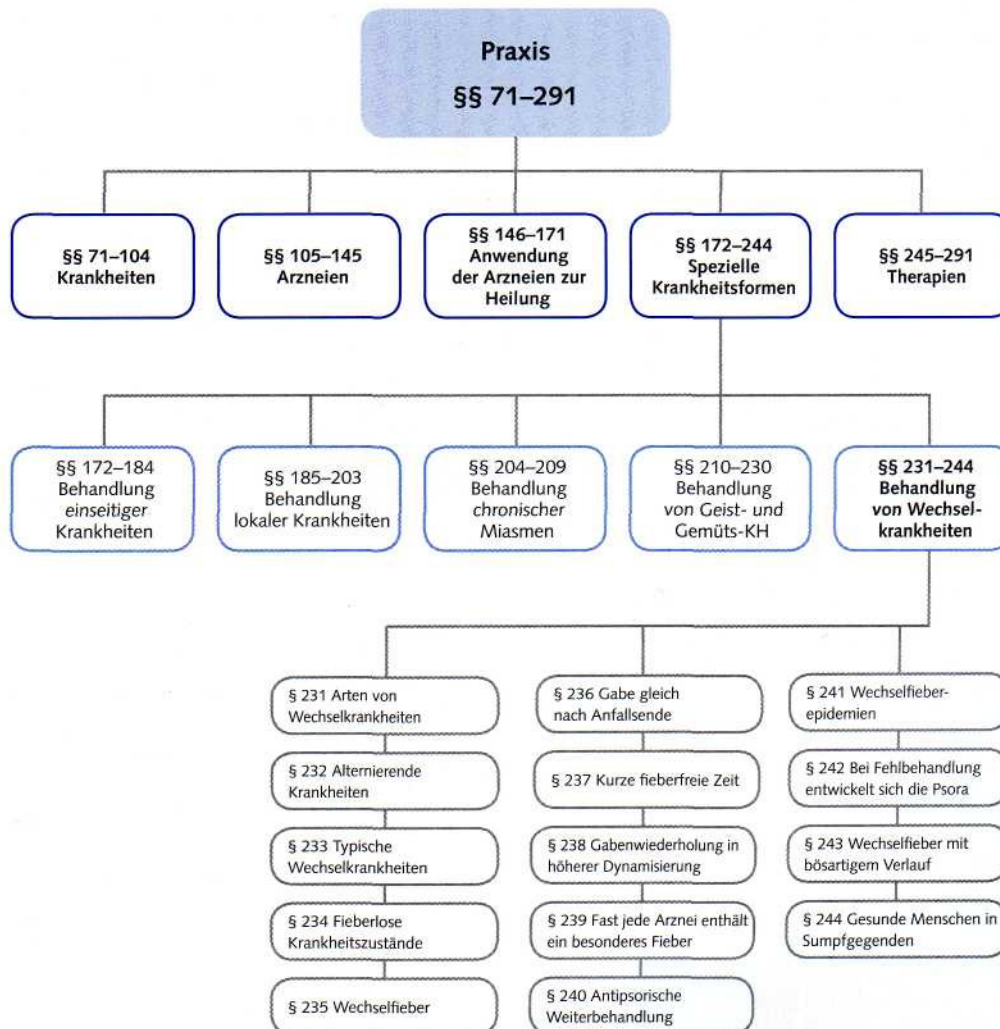 Praxis
§§ 71–291
§§ 71–104
Krankheiten
§§ 105–145
Arzneien
§§ 146–171
Anwendung
der Arzneien zur
Heilung
§§ 172–244
Spezielle
Krankheitsformen
§§ 245–291
Therapien
§§ 172–184
Behandlung
einseitiger
Krankheiten
§§ 185–203
Behandlung
lokaler Krankheiten
§§ 204–209
Behandlung
chronischer
Miasmen
§§ 210–230
Behandlung
von Geist- und
Gemüts-KH
§§ 231–244
Behandlung
von Wechsel-
krankheiten
§ 231 Arten von
Wechselkrankheiten
§ 232 Alternierende
Krankheiten
§ 233 Typische
Wechselkrankheiten
§ 234 Fieberlose
Krankheitszustände
§ 235 Wechselfieber
§ 236 Gabe gleich
nach Anfallsende
§ 237 Kurze fieberfreie Zeit
§ 238 Gabenwiederholung in
höherer Dynamisierung
§ 239 Fast jede Arznei enthält
ein besonderes Fieber
§ 240 Antipsorische
Weiterbehandlung
§ 241 Wechselfieber-
epidemien
§ 242 Bei Fehlbehandlung
entwickelt sich die Psora
§ 243 Wechselfieber mit
bösartigem Verlauf
§ 244 Gesunde Menschen in
Sumpfgegenden